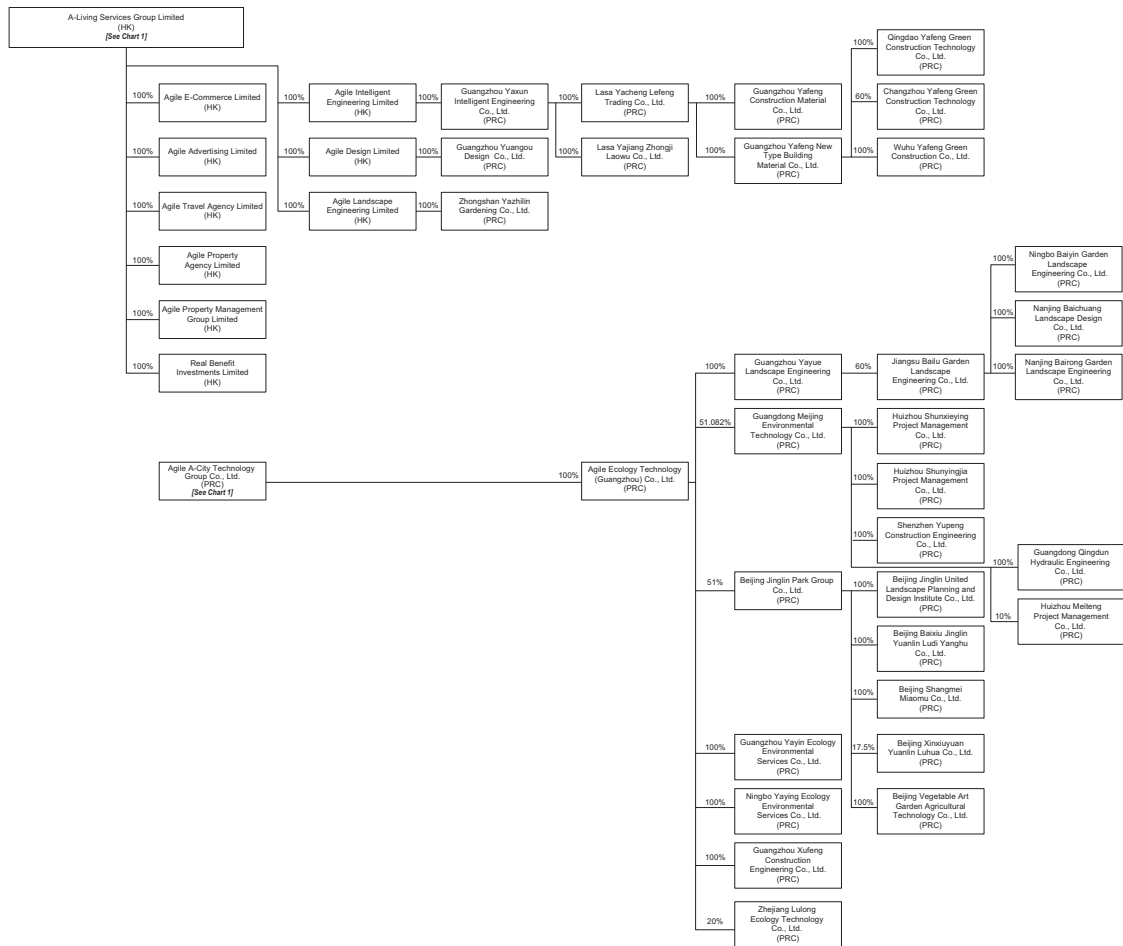 A-Living Services Group Limited
(HK)
[See Chart 1]
100%
Agile E-Commerce Limited
(HK)
100%
Agile Advertising Limited
(HK)
100%
Agile Travel Agency Limited
(HK)
100%
Agile Property
Agency Limited
(HK)
100%
Agile Property Management
Group Limited
(HK)
100%
Real Benefit
Investments Limited
(HK)
100%
Agile Intelligent
Engineering Limited
(HK)
100%
Guangzhou Yaxun
Intelligent Engineering
Co., Ltd.
(PRC)
100%
Lasa Yacheng Lefeng
Trading Co., Ltd.
(PRC)
100%
Lasa Yajiang Zhongji
Laowu Co., Ltd.
(PRC)
100%
Guangzhou Yafeng
Construction Material
Co., Ltd.
(PRC)
100%
Guangzhou Yafeng New
Type Building
Material Co., Ltd.
(PRC)
100%
Qingdao Yafeng Green
Construction Technology
Co., Ltd.
(PRC)
60%
Changzhou Yafeng Green
Construction Technology
Co., Ltd.
(PRC)
100%
Wuhu Yafeng Green
Construction Co., Ltd.
(PRC)
100%
Agile Design Limited
(HK)
100%
Guangzhou Yuangou
Design Co., Ltd.
(PRC)
100%
Agile Landscape
Engineering Limited
(HK)
100%
Zhongshan Yazhilin
Gardening Co., Ltd.
(PRC)
Agile A-City Technology
Group Co., Ltd.
(PRC)
[See Chart 1]
100%
Agile Ecology Technology
(Guangzhou) Co., Ltd.
(PRC)
100%
Guangzhou Yayue
Landscape Engineering
Co., Ltd.
(PRC)
60%
Jiangsu Bailu Garden
Landscape
Engineering Co., Ltd.
(PRC)
100%
Ningbo Baiyin Garden
Landscape
Engineering Co., Ltd.
(PRC)
100%
Nanjing Baichuang
Landscape Design
Co., Ltd.
(PRC)
100%
Nanjing Bairong Garden
Landscape Engineering
Co., Ltd.
(PRC)
51.082%
Guangdong Meijing
Environmental
Technology Co., Ltd.
(PRC)
100%
Huizhou Shunxieying
Project Management
Co., Ltd.
(PRC)
100%
Huizhou Shunyingjia
Project Management
Co., Ltd.
(PRC)
100%
Shenzhen Yupeng
Construction Engineering
Co., Ltd.
(PRC)
100%
Guangdong Qingdun
Hydraulic Engineering
Co., Ltd.
(PRC)
10%
Huizhou Meiteng
Project Management
Co., Ltd.
(PRC)
51%
Beijing Jinglin Park Group
Co., Ltd.
(PRC)
100%
Beijing Jinglin United
Landscape Planning and
Design Institute Co., Ltd.
(PRC)
100%
Beijing Baixiu Jinglin
Yuanlin Ludi Yanghu
Co., Ltd.
(PRC)
100%
Beijing Shangmei
Miaomu Co., Ltd.
(PRC)
17.5%
Beijing Xinxiuyuan
Yuanlin Luhua Co., Ltd.
(PRC)
100%
Beijing Vegetable Art
Garden Agricultural
Technology Co., Ltd.
(PRC)
100%
Guangzhou Yayin Ecology
Environmental
Services Co., Ltd.
(PRC)
100%
Ningbo Yaying Ecology
Environmental
Services Co., Ltd.
(PRC)
100%
Guangzhou Xufeng
Construction
Engineering Co., Ltd.
(PRC)
20%
Zhejiang Lulong
Ecology Technology
Co., Ltd.
(PRC)